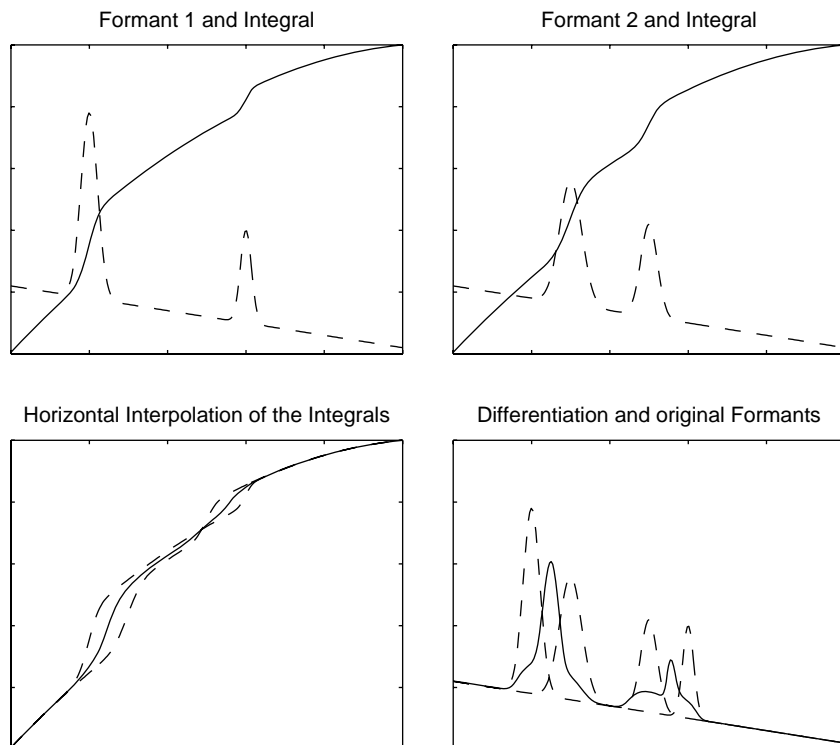 Formant 1 and Integral
Formant 2 and Integral
Horizontal Interpolation of the Integrals
Differentiation and original Formants